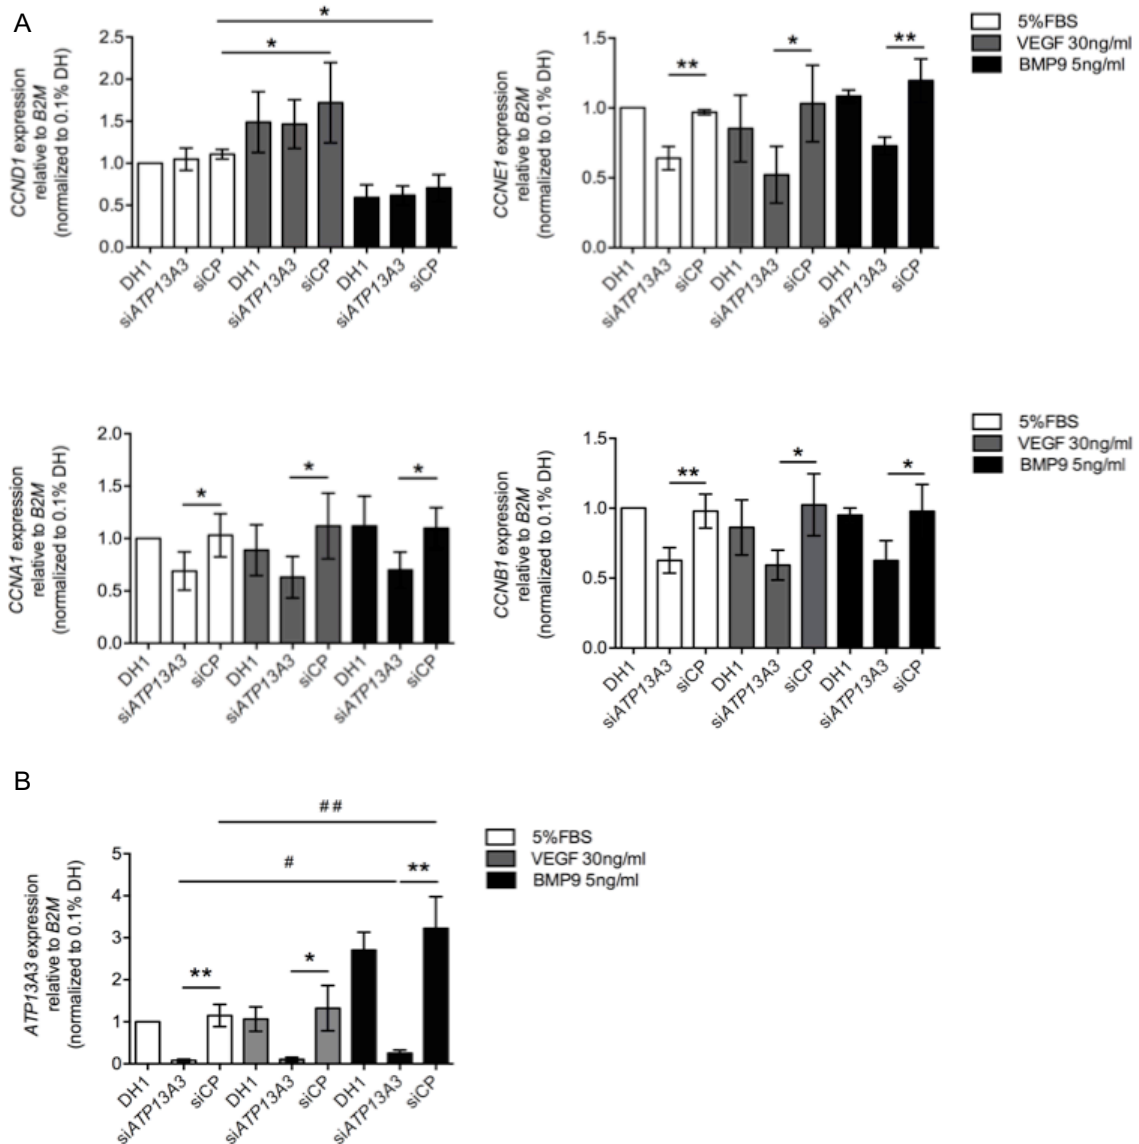 A
CCND1 expression
relative to B2M
(normalized to 0.1% DH)
2.5
2.0
1.5
1.0
0.5
0.0
*
*
DH1
siATP13A3
siCP
DH1
siATP13A3
siCP
DH1
siATP13A3
siCP
CCNE1 expression
relative to B2M
(normalized to 0.1% DH)
1.5
1.0
0.5
0.0
**
*
**
DH1
siATP13A3
siCP
DH1
siATP13A3
siCP
DH1
siATP13A3
siCP
5%FBS
VEGF 30ng/ml
BMP9 5ng/ml
CCNA1 expression
relative to B2M
(normalized to 0.1% DH)
2.0
1.5
1.0
0.5
0.0
*
*
*
DH1
siATP13A3
siCP
DH1
siATP13A3
siCP
DH1
siATP13A3
siCP
CCNB1 expression
relative to B2M
(normalized to 0.1% DH)
1.5
1.0
0.5
0.0
**
*
*
DH1
siATP13A3
siCP
DH1
siATP13A3
siCP
DH1
siATP13A3
siCP
5%FBS
VEGF 30ng/ml
BMP9 5ng/ml
B
ATP13A3 expression
relative to B2M
(normalized to 0.1% DH)
5
4
3
2
1
0
##
#
**
**
*
DH1
siATP13A3
siCP
DH1
siATP13A3
siCP
DH1
siATP13A3
siCP
5%FBS
VEGF 30ng/ml
BMP9 5ng/ml